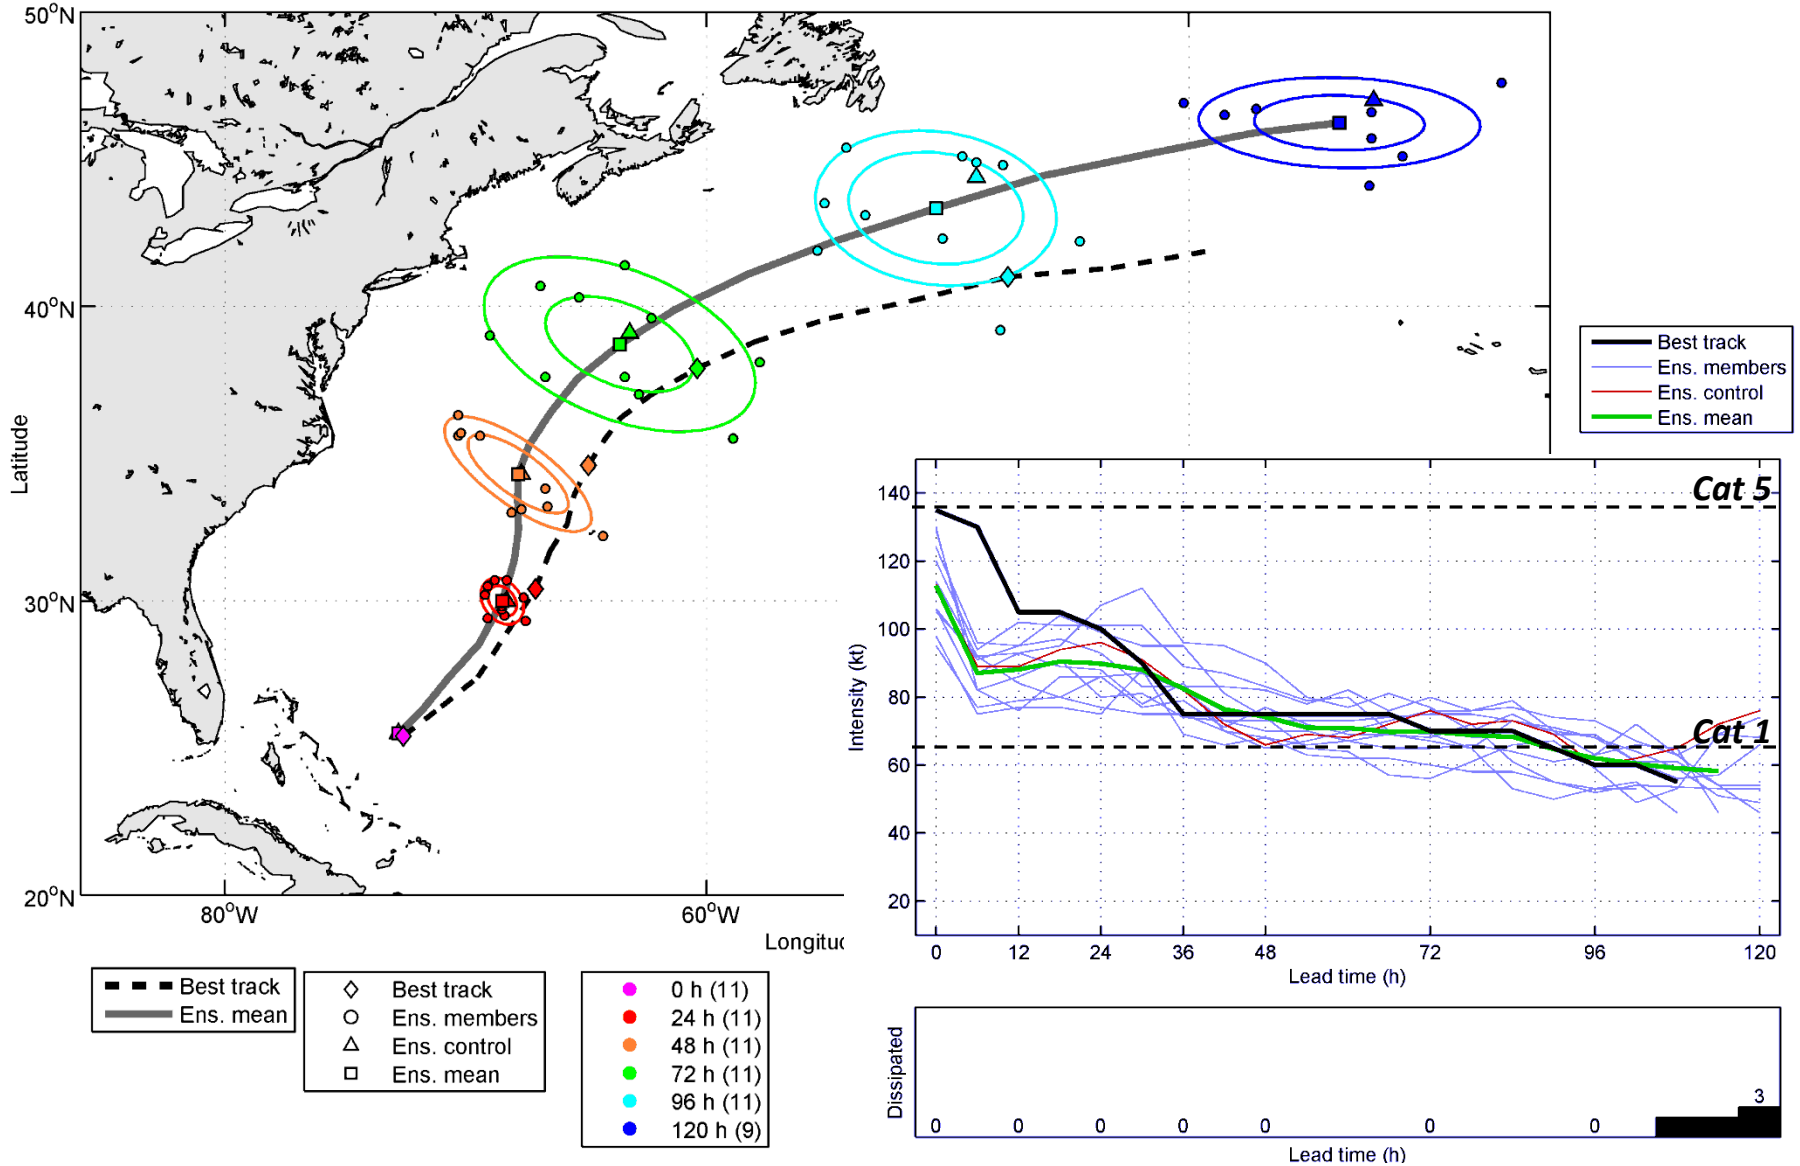 50°N
40°N
30°N
20°N
Latitude
80°W
60°W
Longituc
Best track
Ens. mean
Best track
Ens. members
Ens. control
Ens. mean
0 h (11)
24 h (11)
48 h (11)
72 h (11)
96 h (11)
120 h (9)
Best track
Ens. members
Ens. control
Ens. mean
Cat 5
Cat 1
140
120
100
80
60
40
20
Intensity (kt)
0 12 24 36 48 72 96 120
Lead time (h)
Dissipated
0 0 0 0 0 0 0 3
Lead time (h)